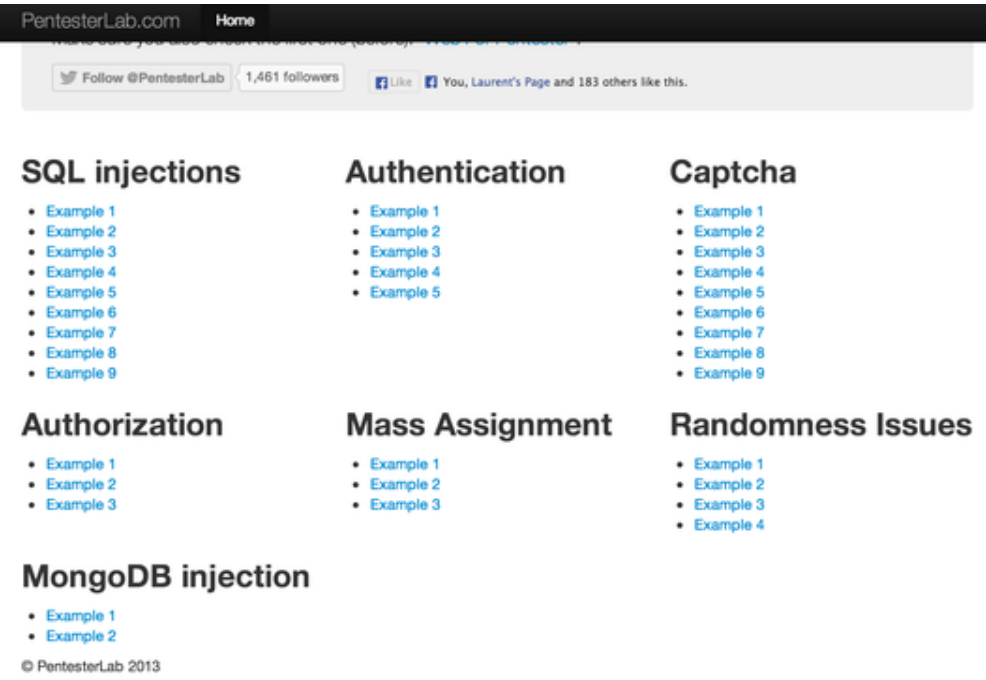 PentesterLab.com Home
Follow @PentesterLab 1,461 followers Like You, Laurent's Page and 183 others like this.
SQL injections
Example 1
Example 2
Example 3
Example 4
Example 5
Example 6
Example 7
Example 8
Example 9
Authentication
Example 1
Example 2
Example 3
Example 4
Example 5
Captcha
Example 1
Example 2
Example 3
Example 4
Example 5
Example 6
Example 7
Example 8
Example 9
Authorization
Example 1
Example 2
Example 3
Mass Assignment
Example 1
Example 2
Example 3
Randomness Issues
Example 1
Example 2
Example 3
Example 4
MongoDB injection
Example 1
Example 2
© PentesterLab 2013